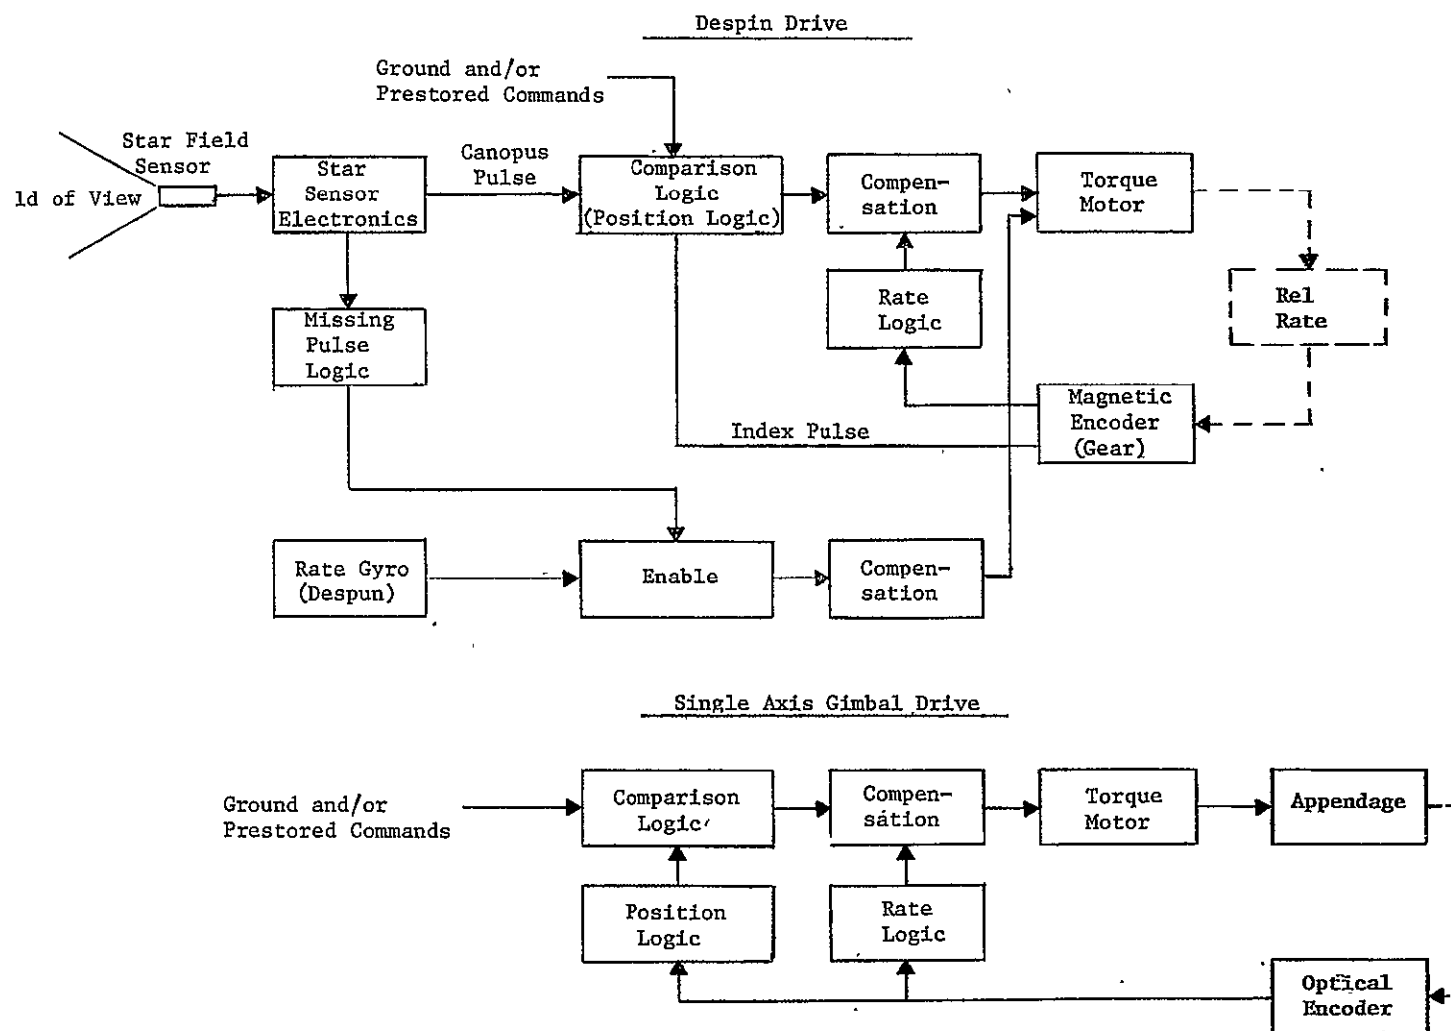 Despin Drive
Ground and/or
Prestored Commands
Star Field
Sensor
ld of View
Star
Sensor
Electronics
Canopus
Pulse
Comparison
Logic
(Position Logic)
Compen-
sation
Torque
Motor
Rel
Rate
Rate
Logic
Missing
Pulse
Logic
Magnetic
Encoder
(Gear)
Index Pulse
Rate Gyro
(Despun)
Enable
Compen-
sation
Single Axis Gimbal Drive
Ground and/or
Prestored Commands
Comparison
Logic
Compen-
sation
Torque
Motor
Appendage
Position
Logic
Rate
Logic
Optical
Encoder